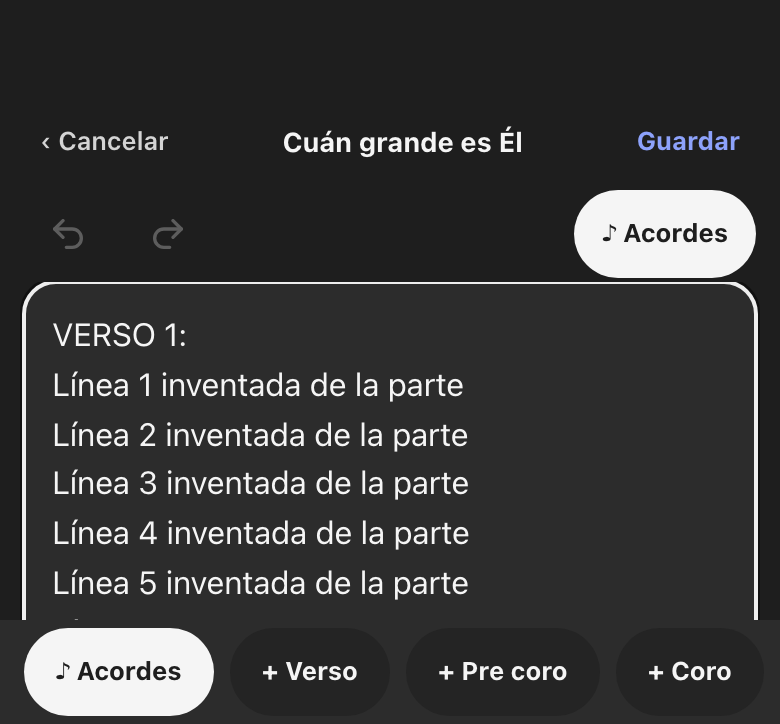 ‹ Cancelar
Cuán grande es Él
Guardar
♪ Acordes
VERSO 1:
Línea 1 inventada de la parte
Línea 2 inventada de la parte
Línea 3 inventada de la parte
Línea 4 inventada de la parte
Línea 5 inventada de la parte
♪ Acordes
+ Verso
+ Pre coro
+ Coro